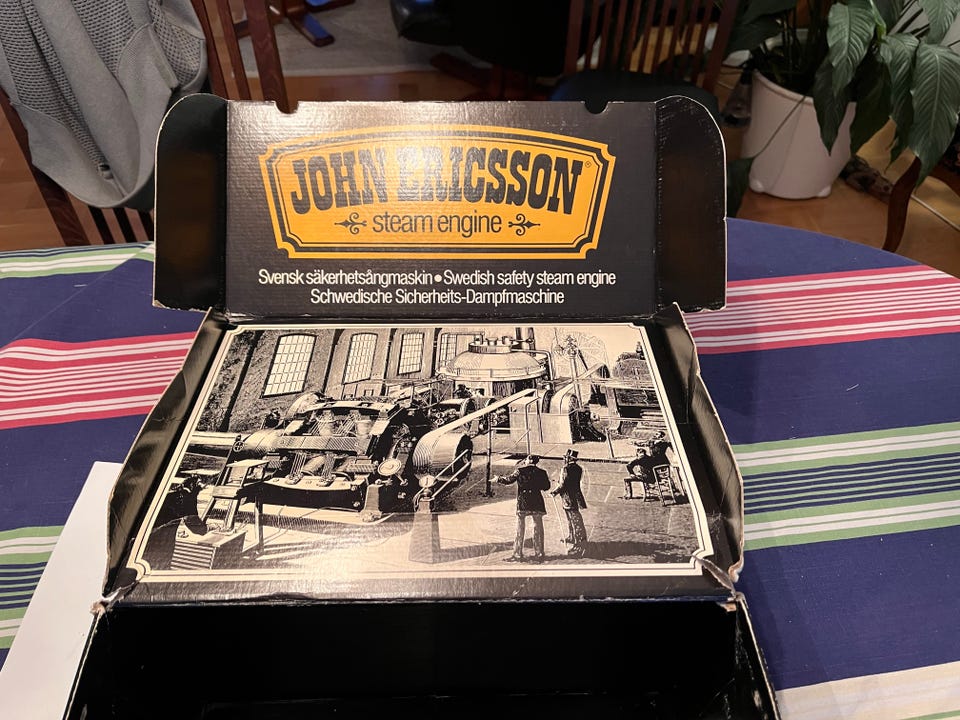 JOHN ERICSSON®
steam engine
Svensk säkerhetsångmaskin • Swedish safety steam engine
Schwedische Sicherheits-Dampfmaschine